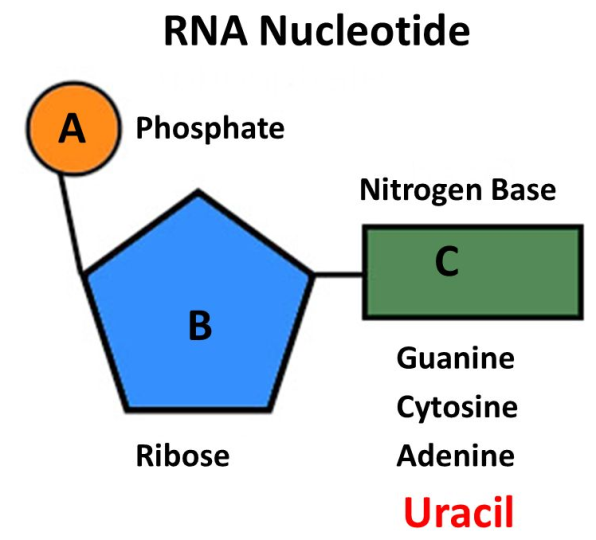 RNA Nucleotide
A
Phosphate
Nitrogen Base
C
B
Guanine
Cytosine
Ribose
Adenine
Uracil